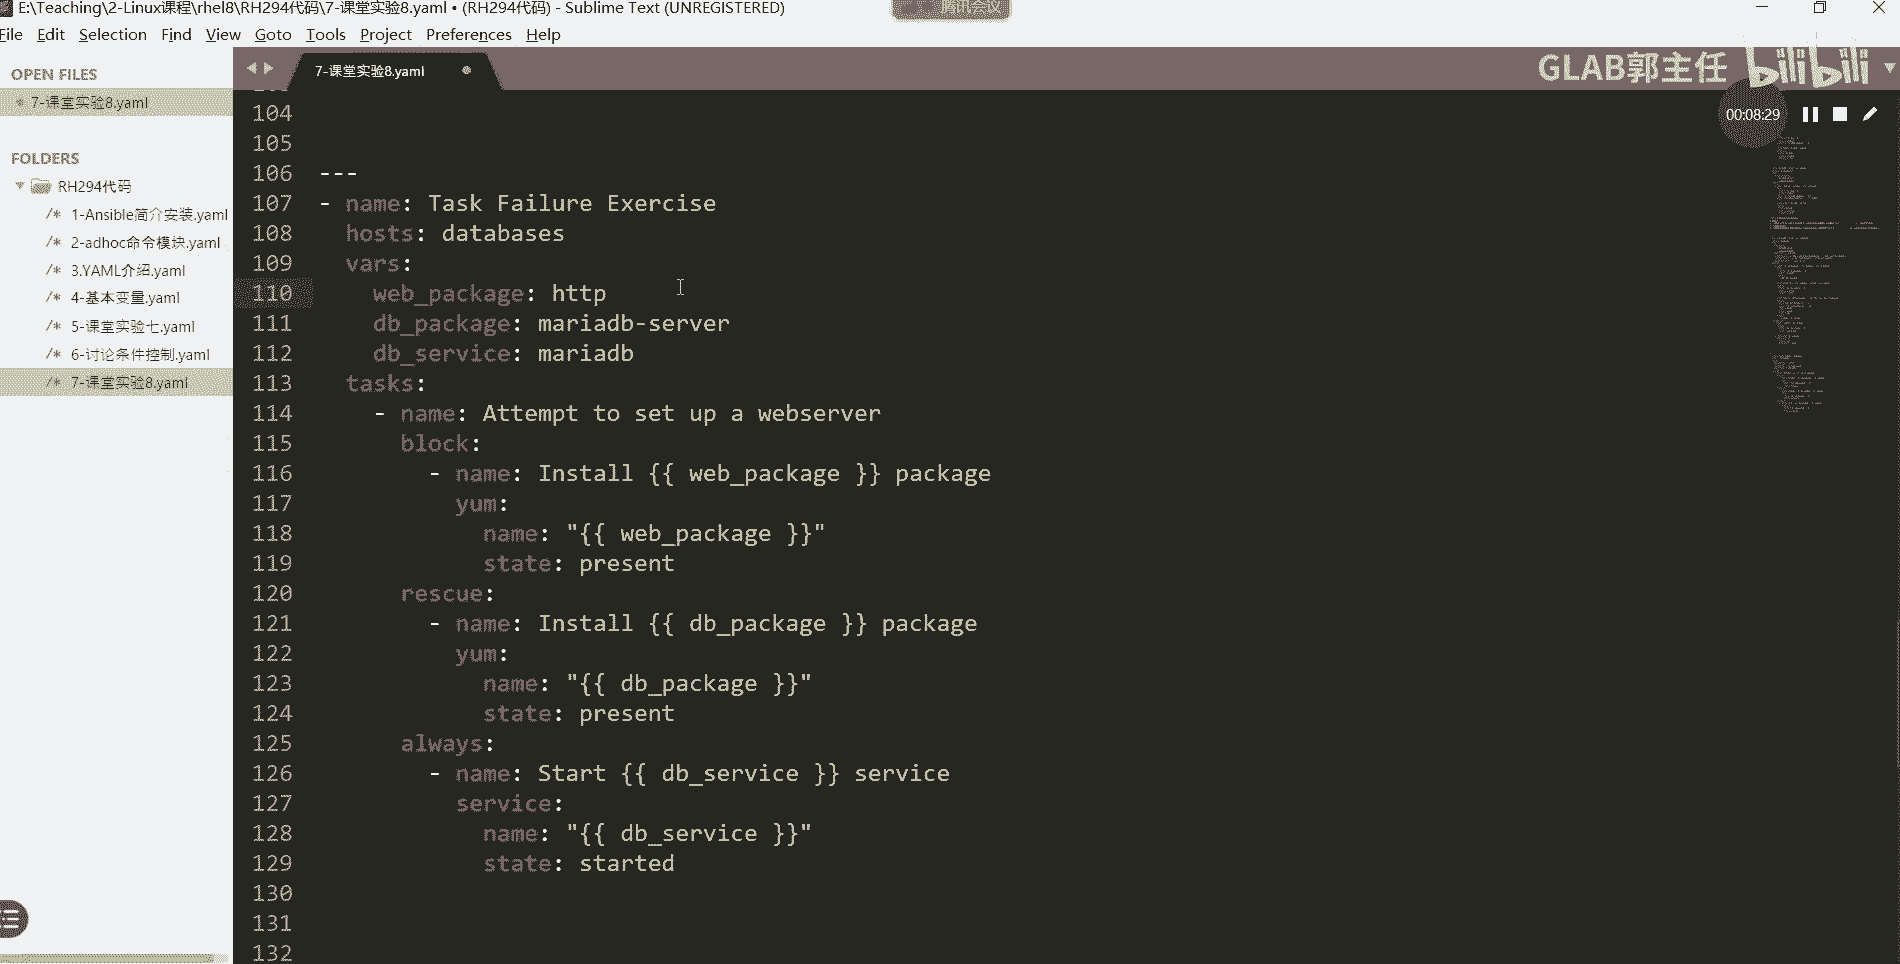 E:\Teaching\2-Linux课程\rhel8\RH294代码\7-课堂实验8.yaml • (RH294代码) - Sublime Text (UNREGISTERED)
腾讯会议
File Edit Selection Find View Goto Tools Project Preferences Help
OPEN FILES
7-课堂实验8.yaml
FOLDERS
RH294代码
/* 1-Ansible简介安装.yaml
/* 2-adhoc命令模块.yaml
/* 3.YAML介绍.yaml
/* 4-基本变量.yaml
/* 5-课堂实验七.yaml
/* 6-讨论条件控制.yaml
/* 7-课堂实验8.yaml
7-课堂实验8.yaml
GLAB郭主任 bilibili
00:08:29
104
105
106 ---
107 - name: Task Failure Exercise
108 hosts: databases
109 vars:
110 web_package: http
111 db_package: mariadb-server
112 db_service: mariadb
113 tasks:
114 - name: Attempt to set up a webserver
115 block:
116 - name: Install {{ web_package }} package
117 yum:
118 name: "{{ web_package }}"
119 state: present
120 rescue:
121 - name: Install {{ db_package }} package
122 yum:
123 name: "{{ db_package }}"
124 state: present
125 always:
126 - name: Start {{ db_service }} service
127 service:
128 name: "{{ db_service }}"
129 state: started
130
131
132